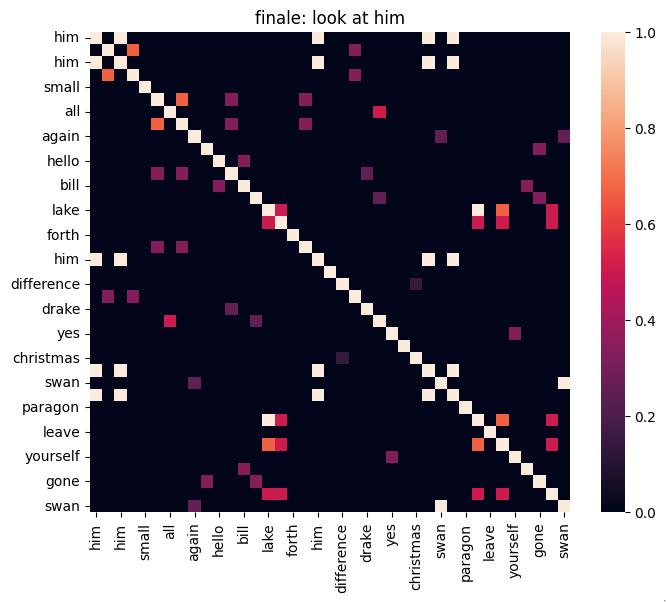 finale: look at him
him
him
small
all
again
hello
bill
lake
forth
him
difference
drake
yes
christmas
swan
paragon
leave
yourself
gone
swan
1.0
0.8
0.6
0.4
0.2
0.0
him
him
small
all
again
hello
bill
lake
forth
him
difference
drake
yes
christmas
swan
paragon
leave
yourself
gone
swan